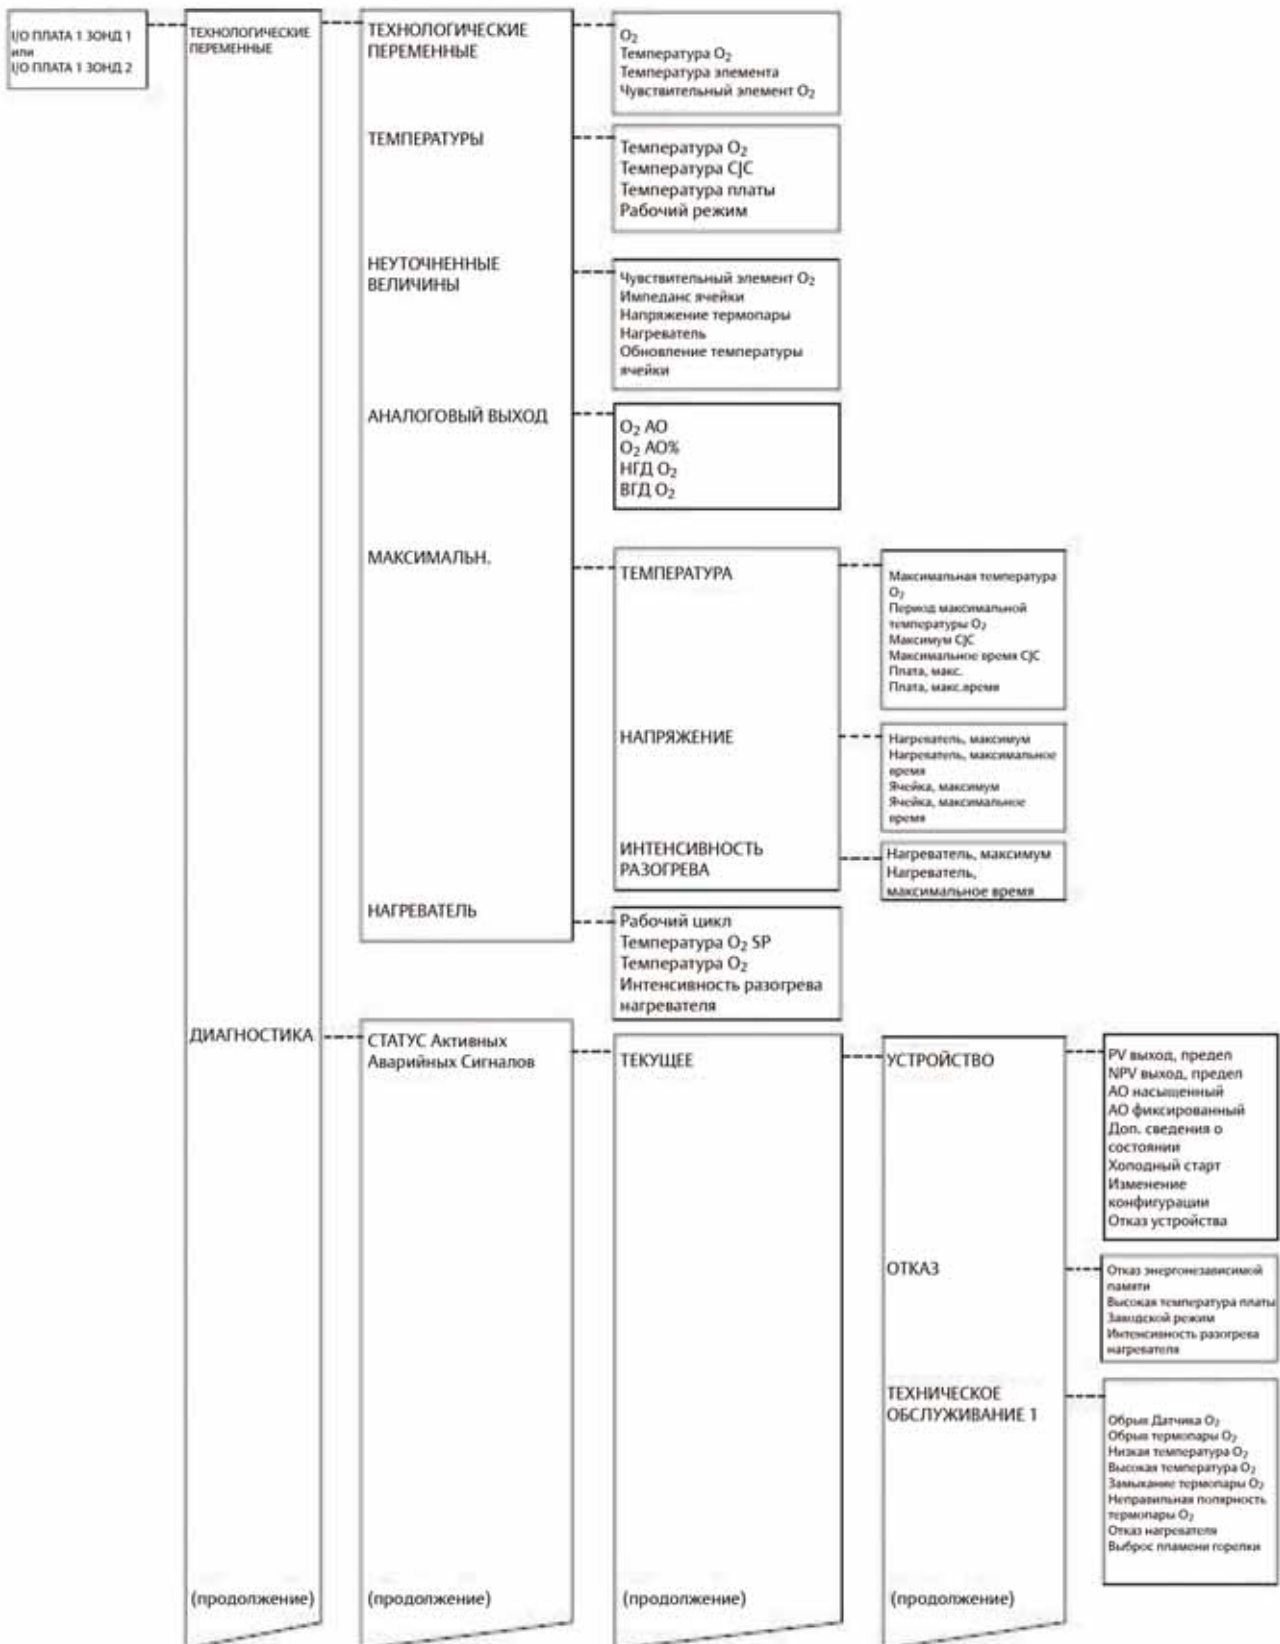 I/O ПЛАТА 1 ЗОНД 1
или
I/O ПЛАТА 1 ЗОНД 2
ТЕХНОЛОГИЧЕСКИЕ
ПЕРЕМЕННЫЕ
ТЕХНОЛОГИЧЕСКИЕ
ПЕРЕМЕННЫЕ
O₂
Температура O₂
Температура элемента
Чувствительный элемент O₂
ТЕМПЕРАТУРЫ
Температура O₂
Температура CJC
Температура платы
Рабочий режим
НЕУТОЧНЕННЫЕ
ВЕЛИЧИНЫ
Чувствительный элемент O₂
Импеданс ячейки
Напряжение термопары
Нагреватель
Обновление температуры
ячейки
АНАЛОГОВЫЙ ВЫХОД
O₂ AO
O₂ AO%
НГД O₂
ВГД O₂
МАКСИМАЛЬН.
ТЕМПЕРАТУРА
Максимальная температура
O₂
Период максимальной
температуры O₂
Максимум CJC
Максимальное время CJC
Плата, макс.
Плата, макс.время
НАПРЯЖЕНИЕ
Нагреватель, максимум
Нагреватель, максимальное
время
Ячейка, максимум
Ячейка, максимальное
время
ИНТЕНСИВНОСТЬ
РАЗОГРЕВА
Нагреватель, максимум
Нагреватель,
максимальное время
НАГРЕВАТЕЛЬ
Рабочий цикл
Температура O₂ SP
Температура O₂
Интенсивность разогрева
нагревателя
ДИАГНОСТИКА
СТАТУС Активных
Аварийных Сигналов
ТЕКУЩЕЕ
УСТРОЙСТВО
PV выход, предел
NPV выход, предел
AO насыщенный
AO фиксированный
Доп. сведения о
состоянии
Холодный старт
Изменение
конфигурации
Отказ устройства
ОТКАЗ
Отказ энергонезависимой
памяти
Высокая температура платы
Заводской режим
Интенсивность разогрева
нагревателя
ТЕХНИЧЕСКОЕ
ОБСЛУЖИВАНИЕ 1
Обрыв Датчика O₂
Обрыв термопары O₂
Низкая температура O₂
Высокая температура O₂
Замыкание термопары O₂
Неправильная полярность
термопары O₂
Отказ нагревателя
Выброс пламени горелки
(продолжение)
(продолжение)
(продолжение)
(продолжение)